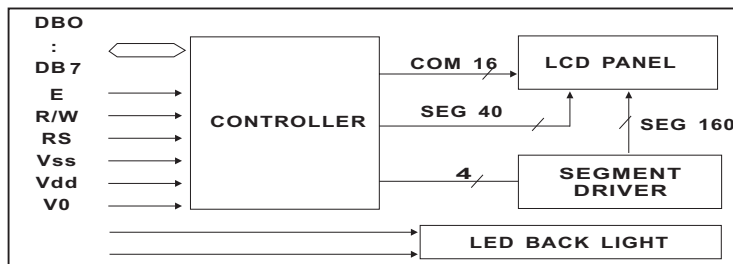 DBO
:
DB7
E
R/W
RS
Vss
Vdd
V0
CONTROLLER
COM 16
SEG 40
4
LCD PANEL
SEG 160
SEGMENT
DRIVER
LED BACK LIGHT